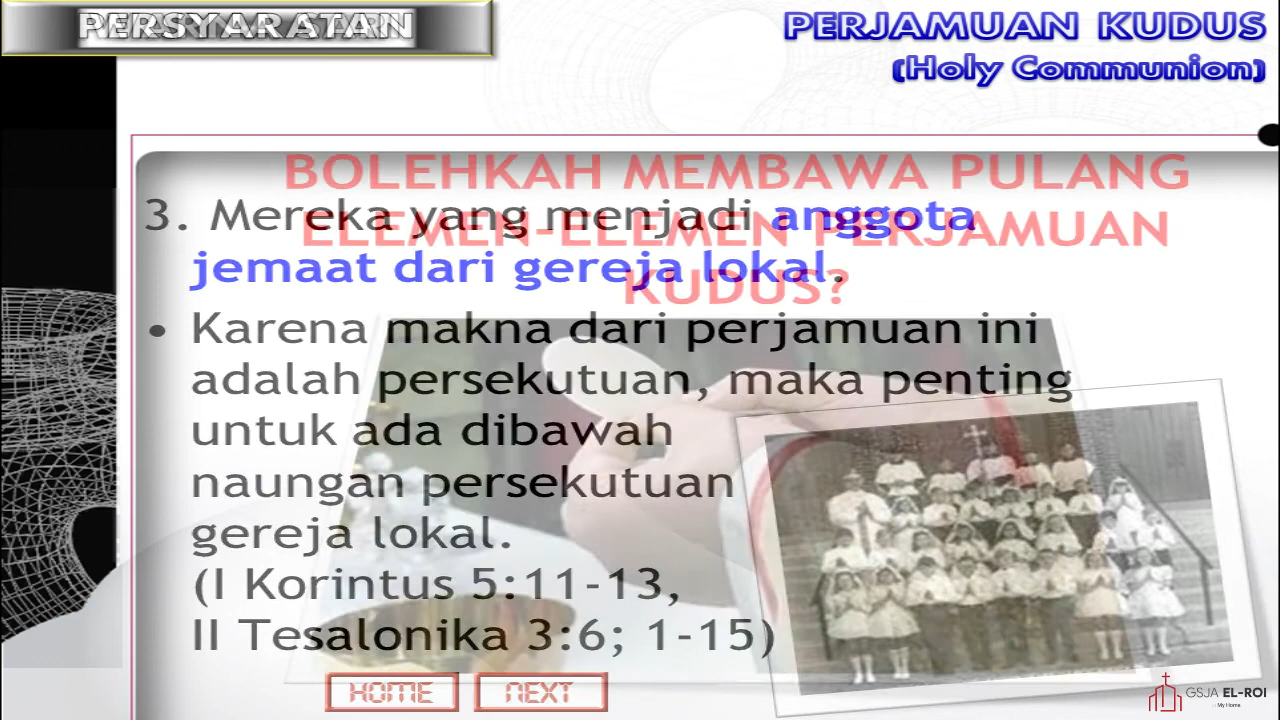 PERSYARATAN
PERJAMUAN KUDUS
(Holy Communion)
BOLEHKAH MEMBAWA PULANG
ELEMEN-ELEMEN PERJAMUAN
KUDUS?
3. Mereka yang menjadi anggota
jemaat dari gereja lokal.
• Karena makna dari perjamuan ini
adalah persekutuan, maka penting
untuk ada dibawah
naungan persekutuan
gereja lokal.
(I Korintus 5:11-13,
II Tesalonika 3:6; 1-15)
HOME
NEXT
GSJA EL-ROI
My Home